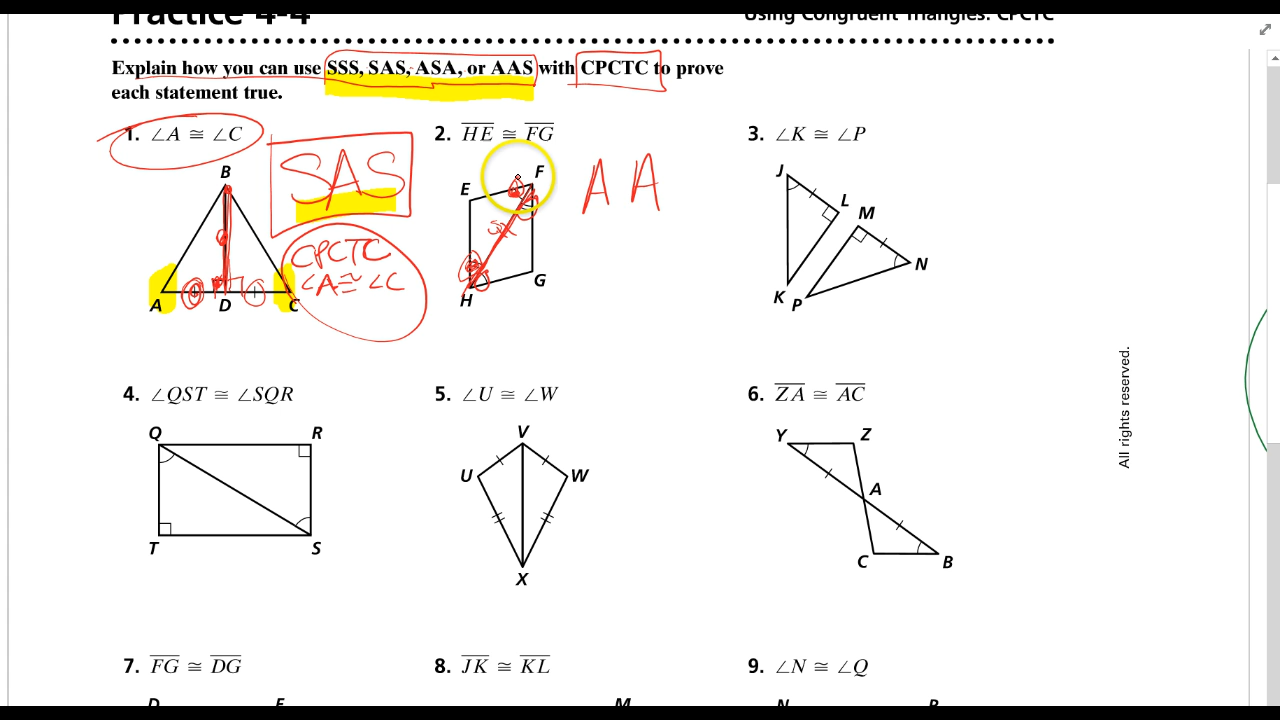 Practice 4-4
Using Congruent Triangles: CPCTC
Explain how you can use SSS, SAS, ASA, or AAS with CPCTC to prove
each statement true.
1. ∠A ≅ ∠C
2. HE ≅ FG
3. ∠K ≅ ∠P
SAS
CPCTC
∠A ≅ ∠C
B
A
D
C
A A
E
F
G
H
J
L
M
N
K
P
4. ∠QST ≅ ∠SQR
5. ∠U ≅ ∠W
6. ZA ≅ AC
Q
R
T
S
V
U
W
X
Y
Z
A
C
B
All rights reserved.
7. FG ≅ DG
8. JK ≅ KL
9. ∠N ≅ ∠Q